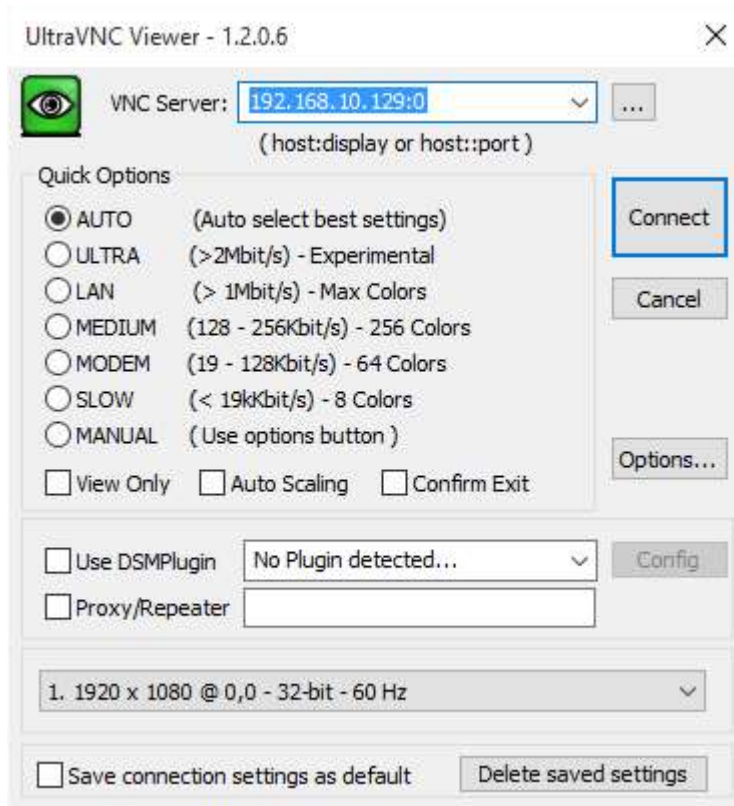 UltraVNC Viewer - 1.2.0.6
VNC Server: 192.168.10.129:0 ...
( host:display or host::port )
Quick Options
AUTO (Auto select best settings) Connect
ULTRA (>2Mbit/s) - Experimental
LAN (> 1Mbit/s) - Max Colors Cancel
MEDIUM (128 - 256Kbit/s) - 256 Colors
MODEM (19 - 128Kbit/s) - 64 Colors
SLOW (< 19kKbit/s) - 8 Colors
MANUAL ( Use options button )
Options...
View Only Auto Scaling Confirm Exit
Use DSMPlugin No Plugin detected... Config
Proxy/Repeater
1. 1920 x 1080 @ 0,0 - 32-bit - 60 Hz
Save connection settings as default Delete saved settings